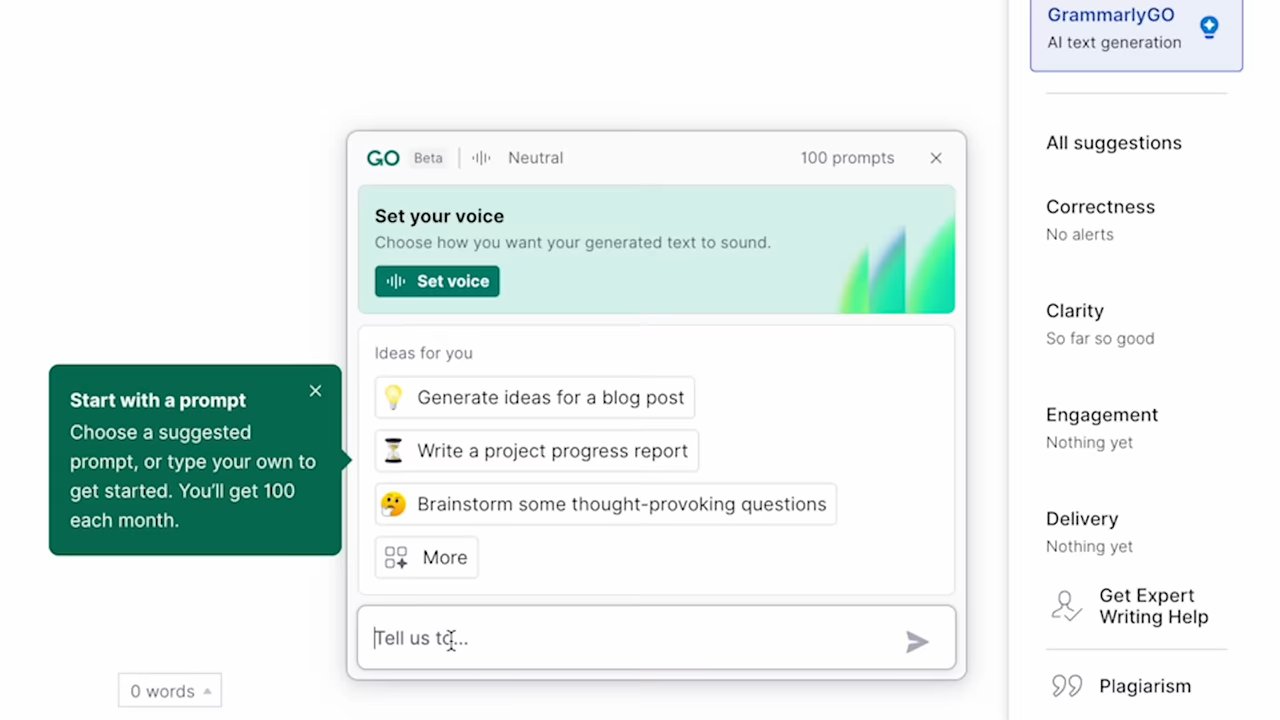 GrammarlyGO
AI text generation
GO Beta Neutral 100 prompts
Set your voice
Choose how you want your generated text to sound.
Set voice
Ideas for you
Generate ideas for a blog post
Write a project progress report
Brainstorm some thought-provoking questions
More
Tell us to...
Start with a prompt
Choose a suggested
prompt, or type your own to
get started. You’ll get 100
each month.
0 words
All suggestions
Correctness
No alerts
Clarity
So far so good
Engagement
Nothing yet
Delivery
Nothing yet
Get Expert
Writing Help
Plagiarism